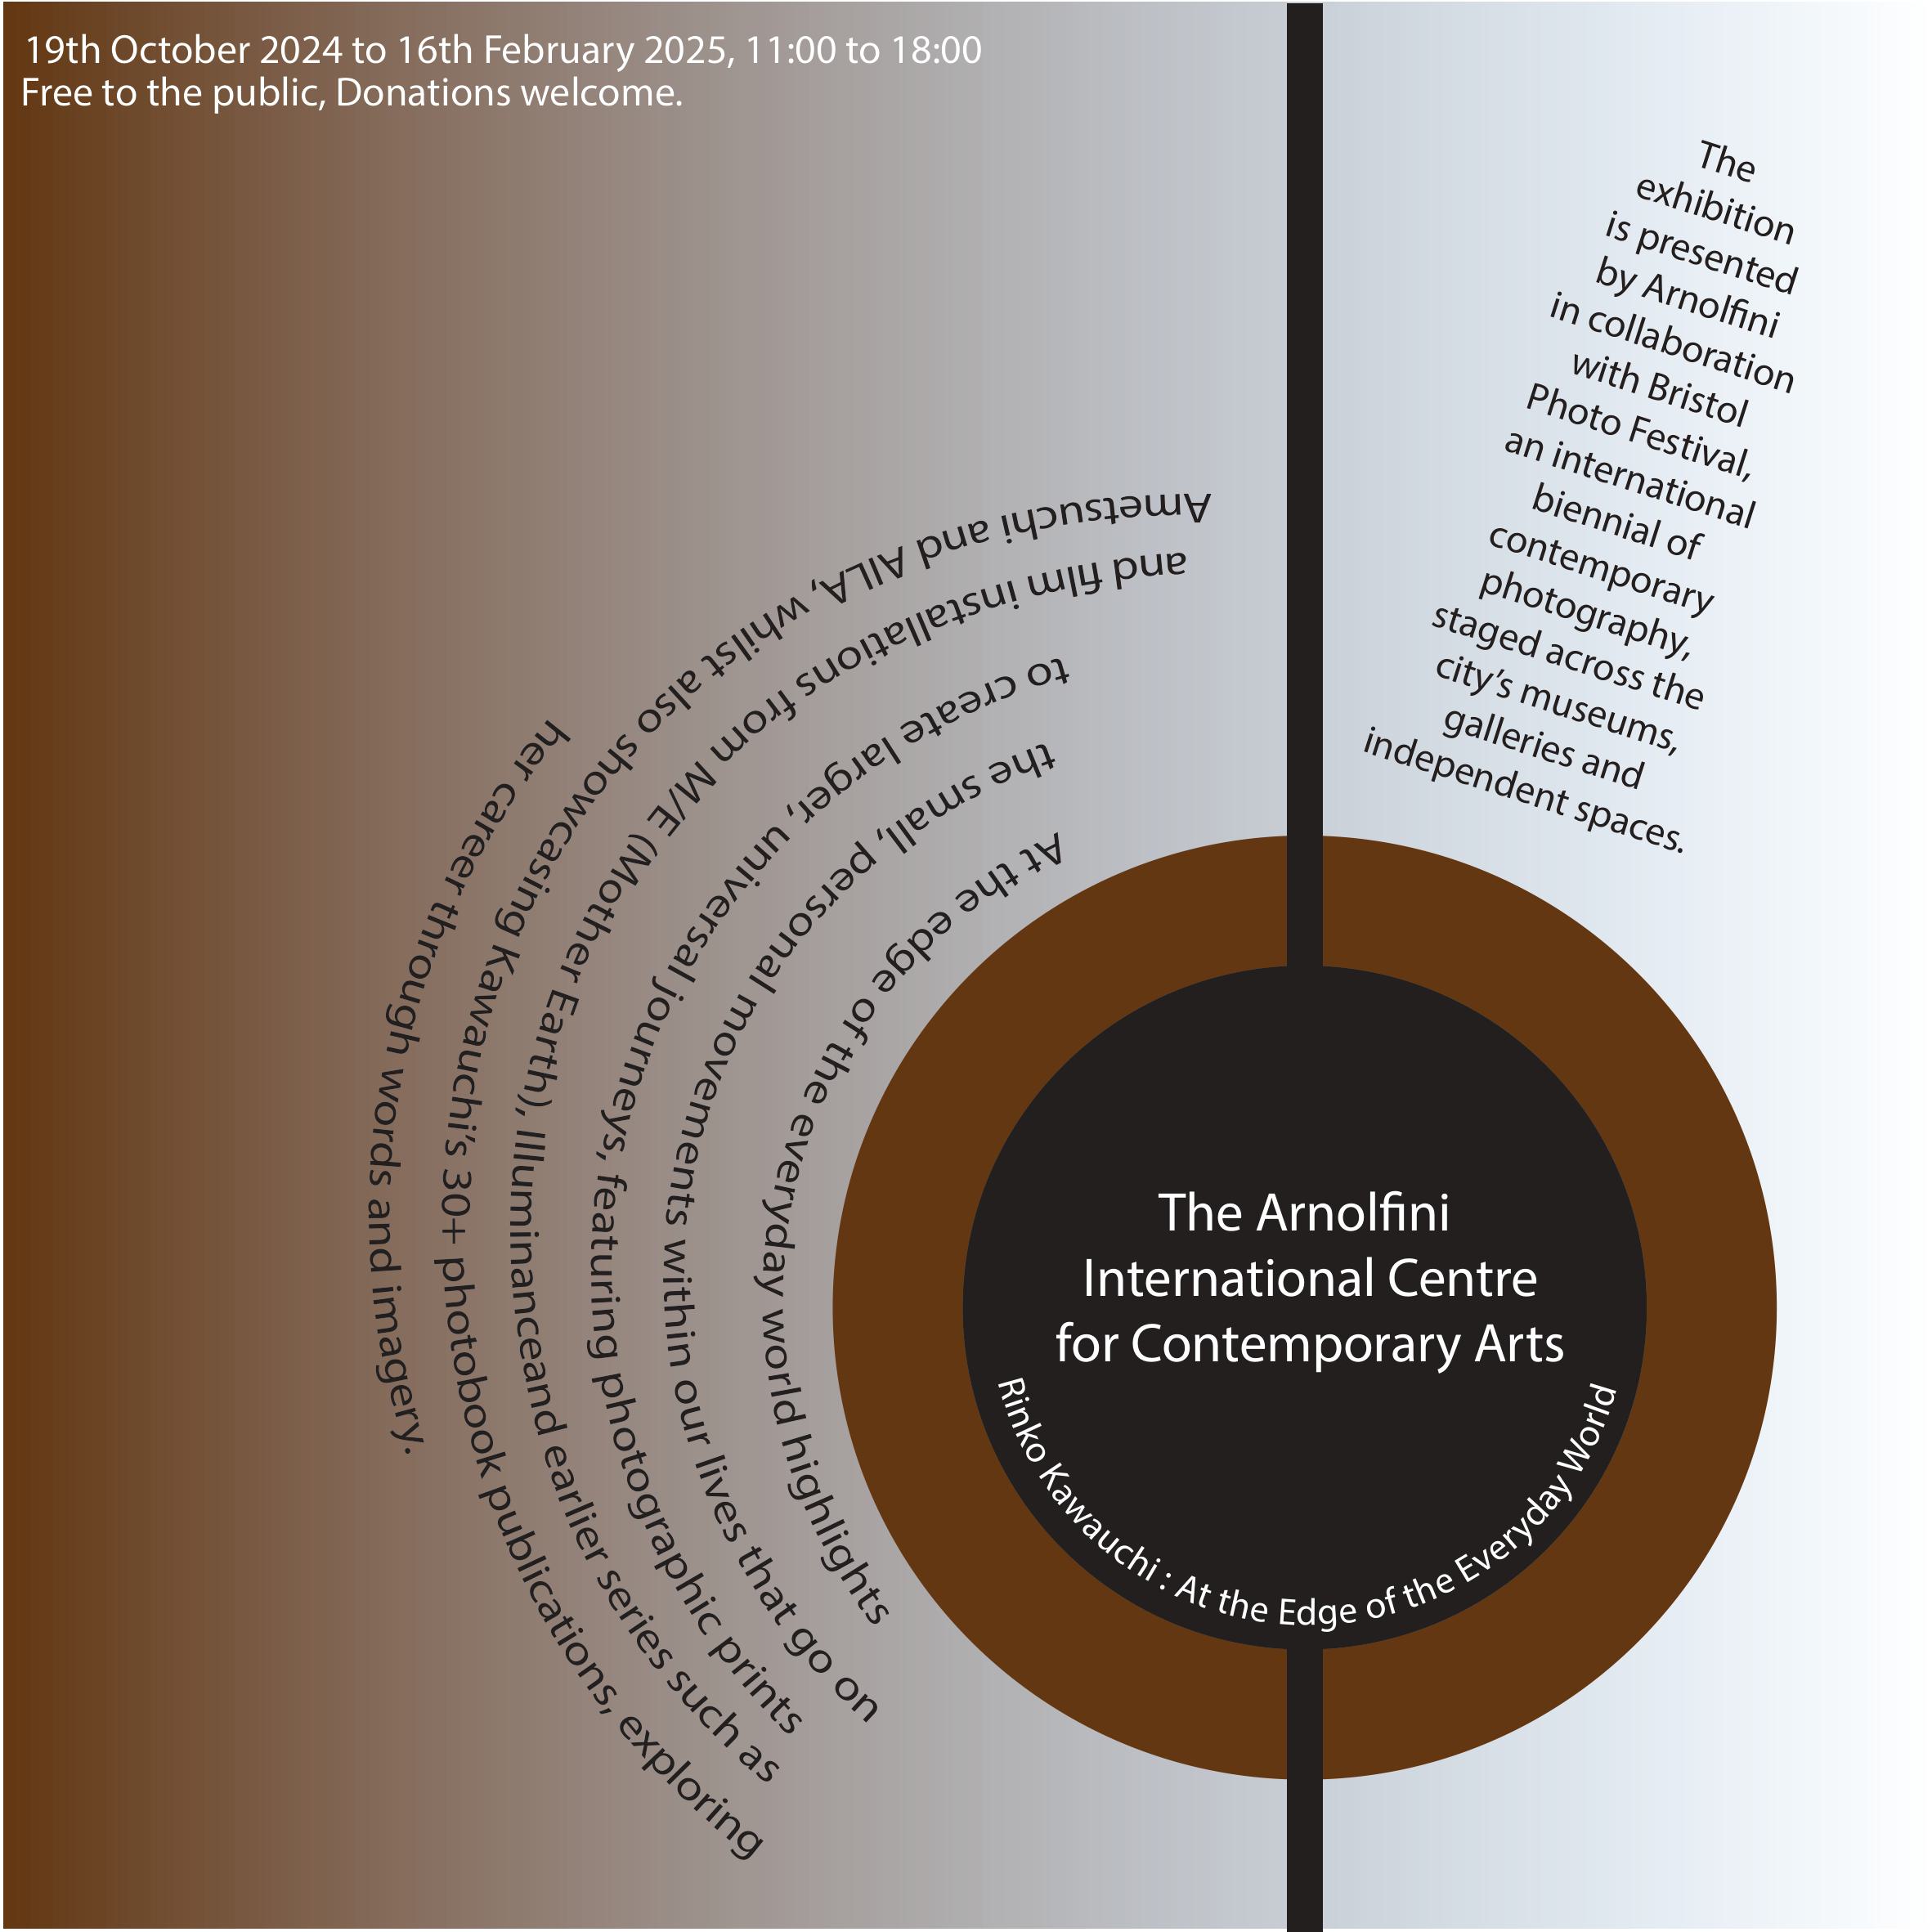 19th October 2024 to 16th February 2025, 11:00 to 18:00
Free to the public, Donations welcome.
The
exhibition
is presented
by Arnolfini
in collaboration
with Bristol
Photo Festival,
an international
biennial of
contemporary
photography,
staged across the
city’s museums,
galleries and
independent spaces.
At the edge of the everyday world highlights
the small, personal movements within our lives that go on
to create larger, universal journeys, featuring photographic prints
and film installations from M/E (Mother Earth), Illuminanceand earlier series such as
Ametsuchi and AILA, whilst also showcasing Kawauchi’s 30+ photobook publications, exploring
her career through words and imagery.
The Arnolfini
International Centre
for Contemporary Arts
Rinko Kawauchi : At the Edge of the Everyday World